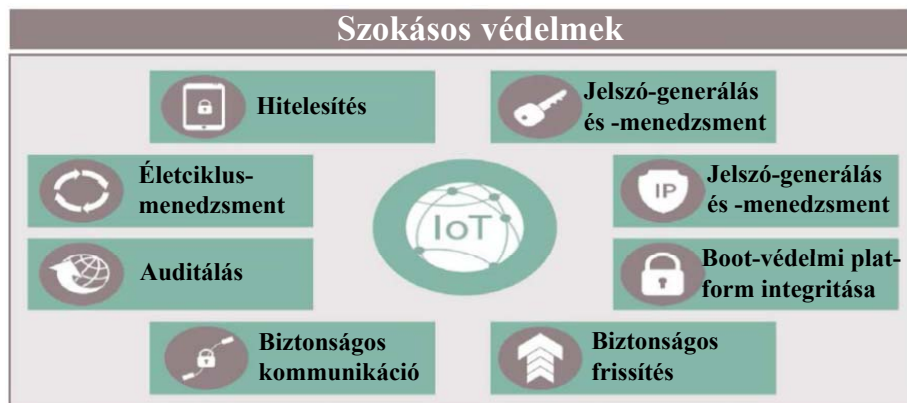 Szokásos védelmek
Hitelesítés
Jelszó-generálás
és -menedzsment
Életciklus-
menedzsment
IP
Jelszó-generálás
és -menedzsment
IoT
Auditálás
Boot-védelmi plat-
form integritása
Biztonságos
kommunikáció
Biztonságos
frissítés